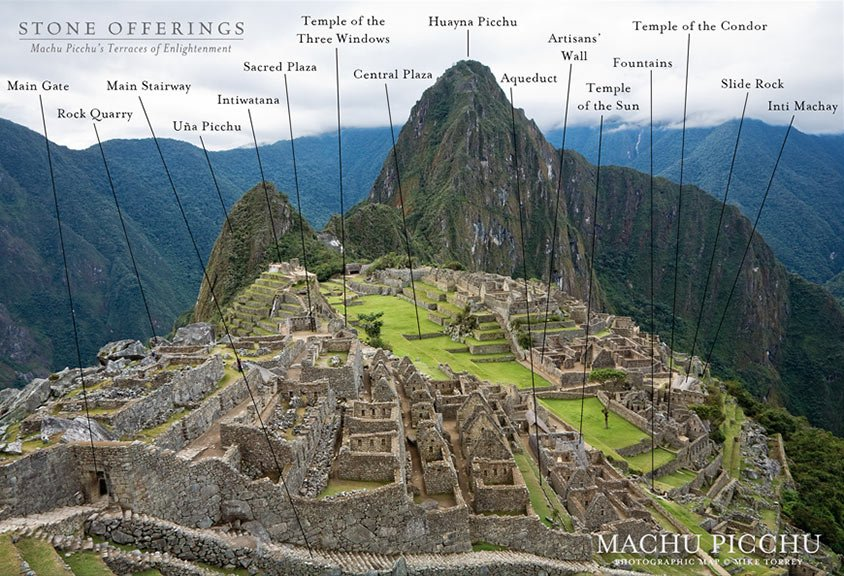 STONE OFFERINGS
Machu Picchu's Terraces of Enlightenment
Temple of the
Three Windows
Huayna Picchu
Artisans'
Wall
Temple of the Condor
Sacred Plaza
Central Plaza
Aqueduct
Fountains
Main Gate
Main Stairway
Intiwatana
Temple
of the Sun
Slide Rock
Rock Quarry
Uña Picchu
Inti Machay
MACHU PICCHU
PHOTOGRAPHIC MAP © MIKE TORREY